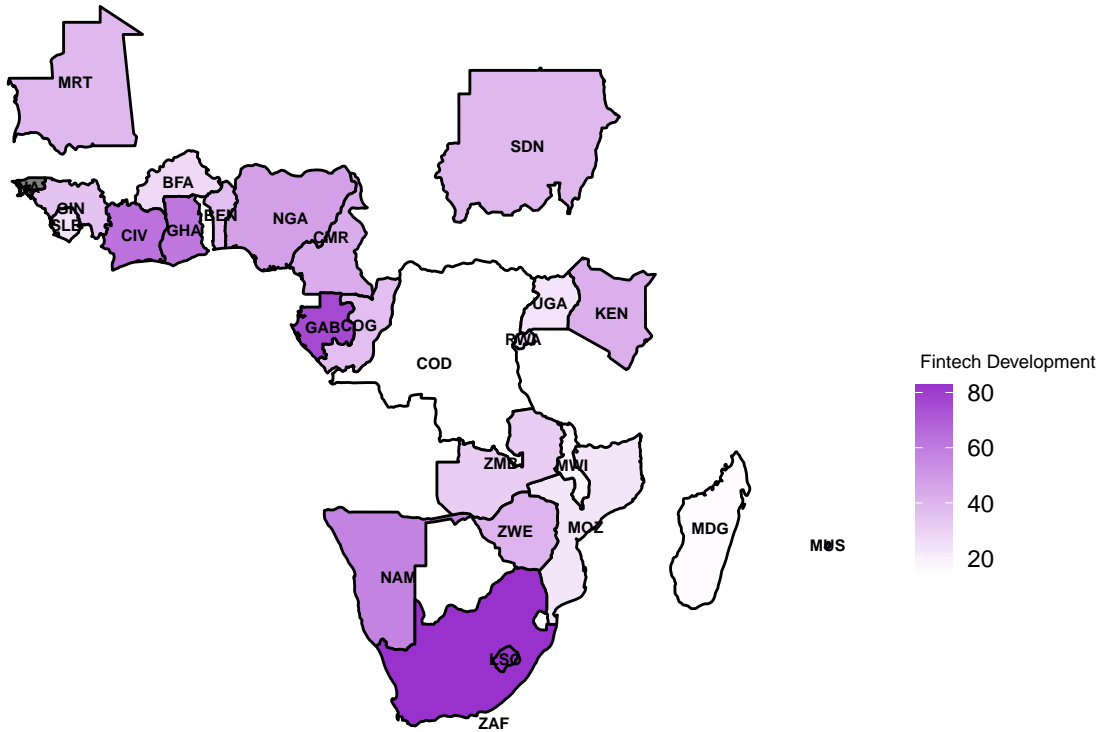 MRT
SDN
BFA
GIN
BEN
NGA
SLE
CIV
GHA
CMR
UGA
KEN
GAB
COG
RWA
COD
Fintech Development
80
60
40
20
ZMB
MWI
MOZ
MDG
ZWE
MUS
NAM
LSO
ZAF